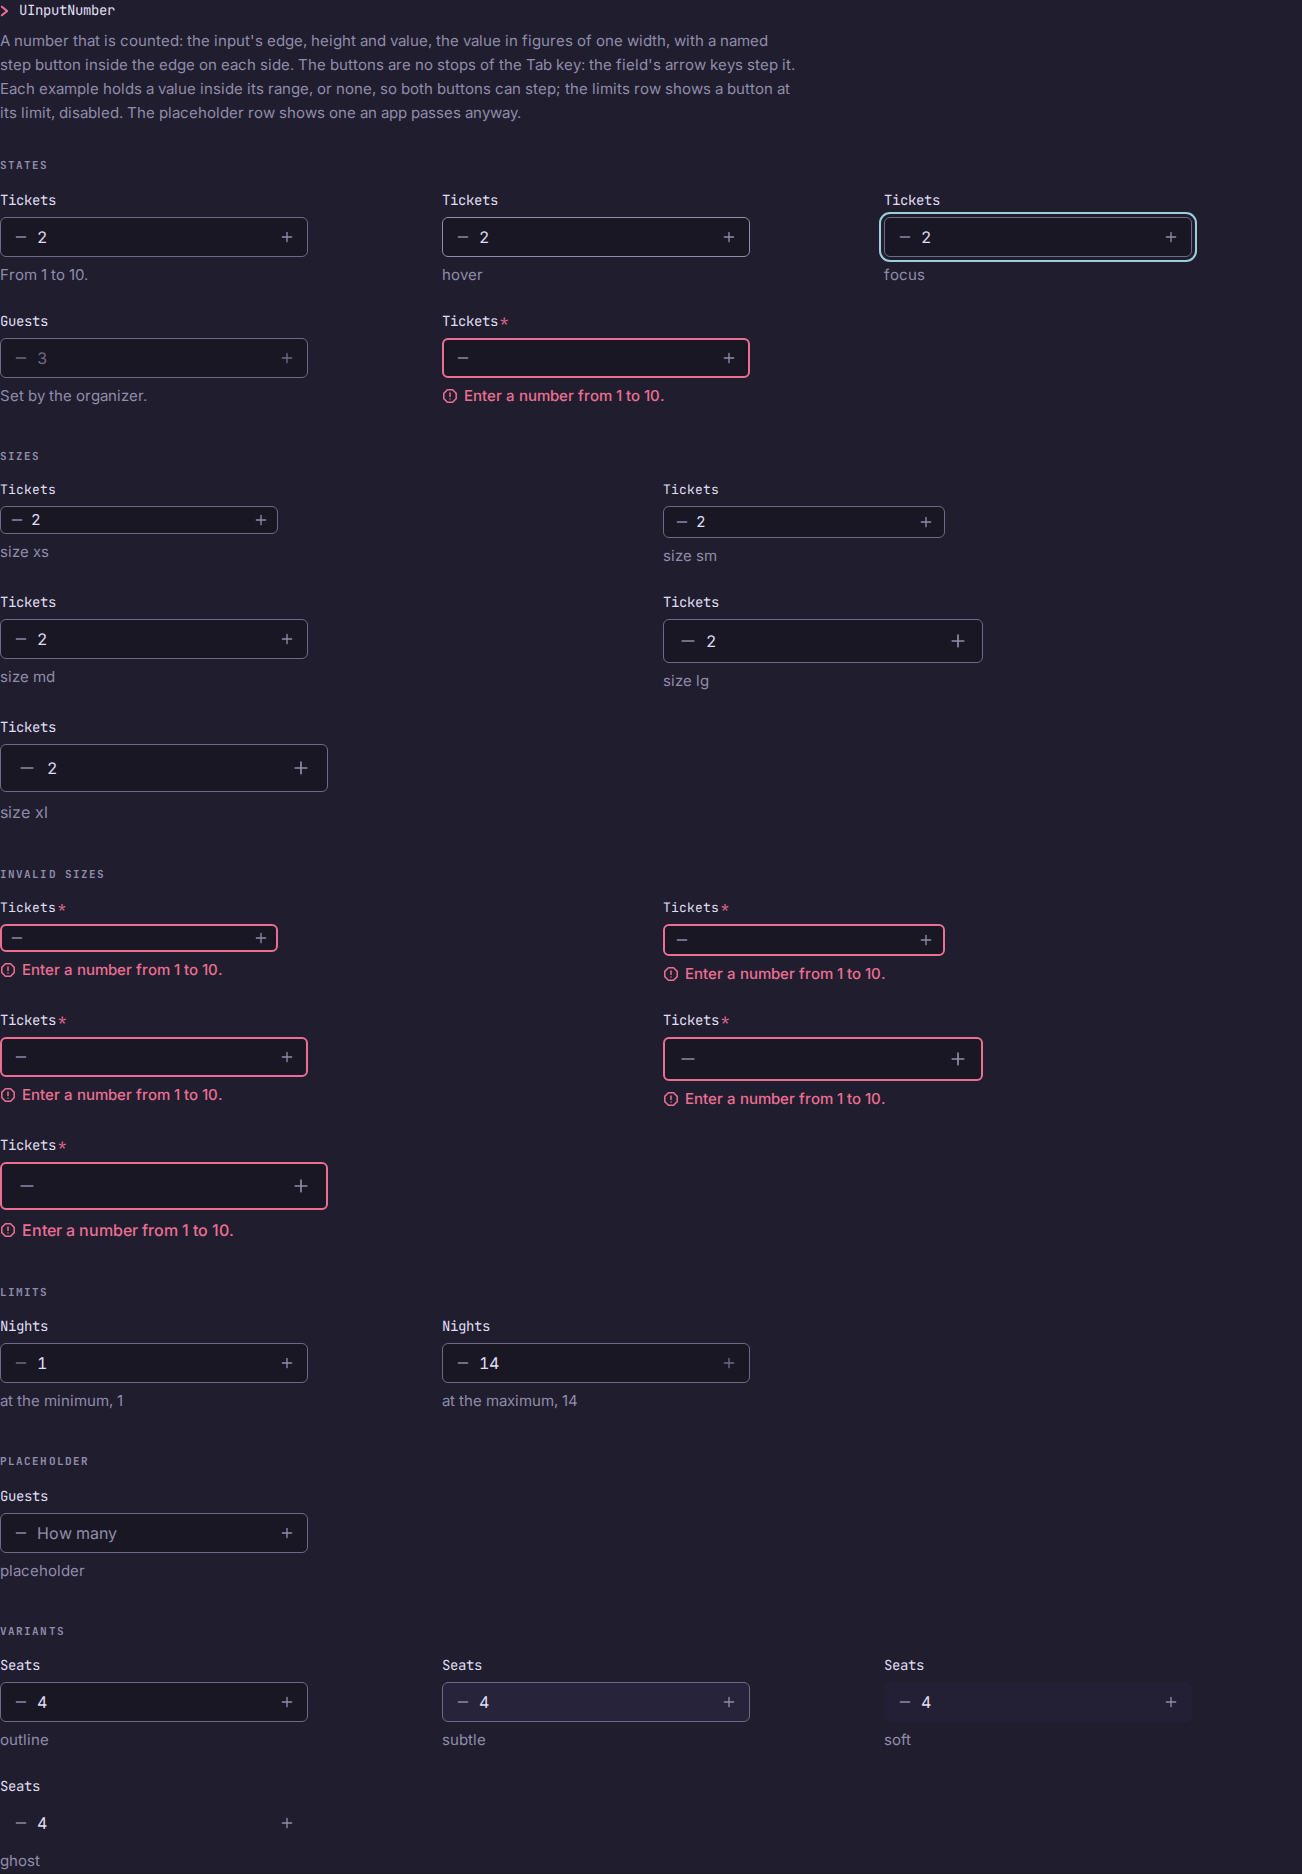 UInputNumber
A number that is counted: the input's edge, height and value, the value in figures of one width, with a named
step button inside the edge on each side. The buttons are no stops of the Tab key: the field's arrow keys step it.
Each example holds a value inside its range, or none, so both buttons can step; the limits row shows a button at
its limit, disabled. The placeholder row shows one an app passes anyway.
STATES
Tickets Tickets Tickets
− 2 + − 2 + − 2 +
From 1 to 10. hover focus
Guests Tickets*
− 3 + − +
Set by the organizer. Enter a number from 1 to 10.
SIZES
Tickets Tickets
− 2 + − 2 +
size xs size sm
Tickets Tickets
− 2 + − 2 +
size md size lg
Tickets
− 2 +
size xl
INVALID SIZES
Tickets* Tickets*
− + − +
Enter a number from 1 to 10. Enter a number from 1 to 10.
Tickets* Tickets*
− + − +
Enter a number from 1 to 10. Enter a number from 1 to 10.
Tickets*
− +
Enter a number from 1 to 10.
LIMITS
Nights Nights
− 1 + − 14 +
at the minimum, 1 at the maximum, 14
PLACEHOLDER
Guests
− How many +
placeholder
VARIANTS
Seats Seats Seats
− 4 + − 4 + − 4 +
outline subtle soft
Seats
− 4 +
ghost